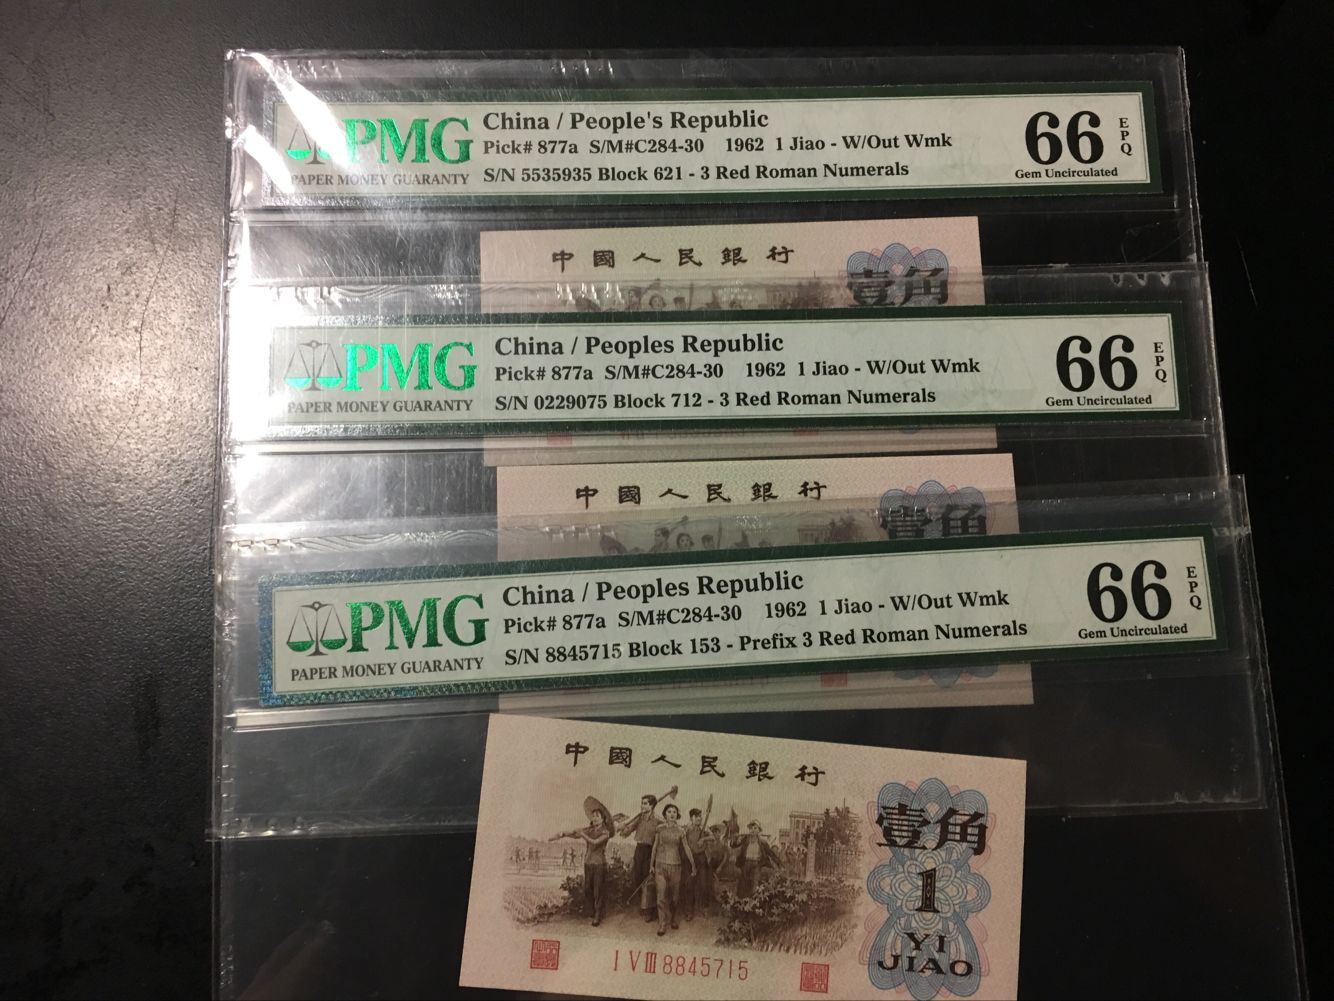 PMG
PAPER MONEY GUARANTY
China / People's Republic
Pick# 877a S/M#C284-30 1962 1 Jiao - W/Out Wmk
S/N 5535935 Block 621 - 3 Red Roman Numerals
66 EPQ
Gem Uncirculated
中國人民銀行
壹角
PMG
PAPER MONEY GUARANTY
China / Peoples Republic
Pick# 877a S/M#C284-30 1962 1 Jiao - W/Out Wmk
S/N 0229075 Block 712 - 3 Red Roman Numerals
66 EPQ
Gem Uncirculated
中國人民銀行
壹角
PMG
PAPER MONEY GUARANTY
China / Peoples Republic
Pick# 877a S/M#C284-30 1962 1 Jiao - W/Out Wmk
S/N 8845715 Block 153 - Prefix 3 Red Roman Numerals
66 EPQ
Gem Uncirculated
中國人民銀行
壹角
1
YI
JIAO
I V III 8845715